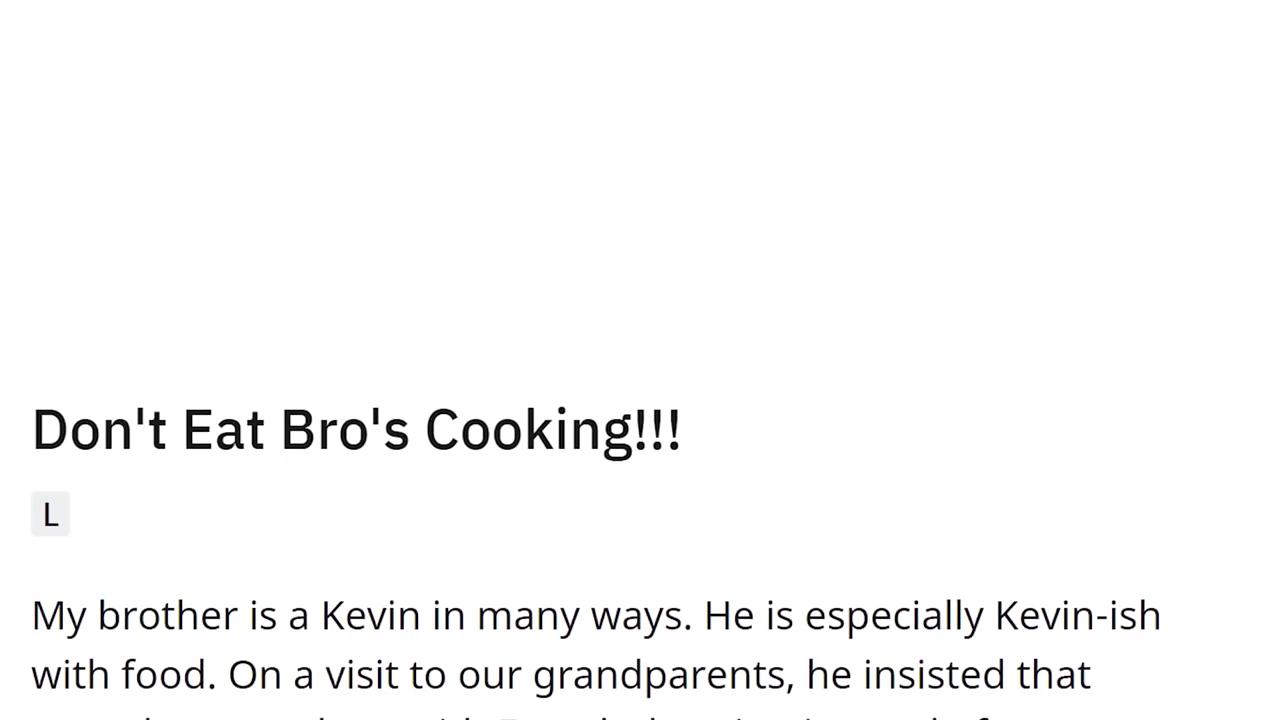 Don't Eat Bro's Cooking!!!
L
My brother is a Kevin in many ways. He is especially Kevin-ish
with food. On a visit to our grandparents, he insisted that